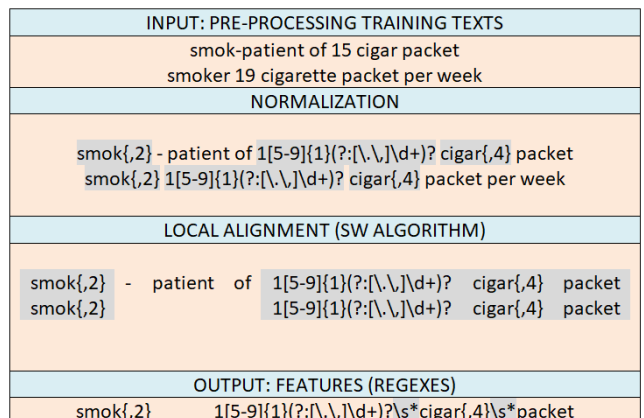 INPUT: PRE-PROCESSING TRAINING TEXTS
smok-patient of 15 cigar packet
smoker 19 cigarette packet per week
NORMALIZATION
smok{,2} - patient of 1[5-9]{1}(?:[\.\,]\d+)? cigar{,4} packet
smok{,2} 1[5-9]{1}(?:[\.\,]\d+)? cigar{,4} packet per week
LOCAL ALIGNMENT (SW ALGORITHM)
smok{,2} - patient of 1[5-9]{1}(?:[\.\,]\d+)? cigar{,4} packet
smok{,2} 1[5-9]{1}(?:[\.\,]\d+)? cigar{,4} packet
OUTPUT: FEATURES (REGEXES)
smok{,2} 1[5-9]{1}(?:[\.\,]\d+)?\s*cigar{,4}\s*packet